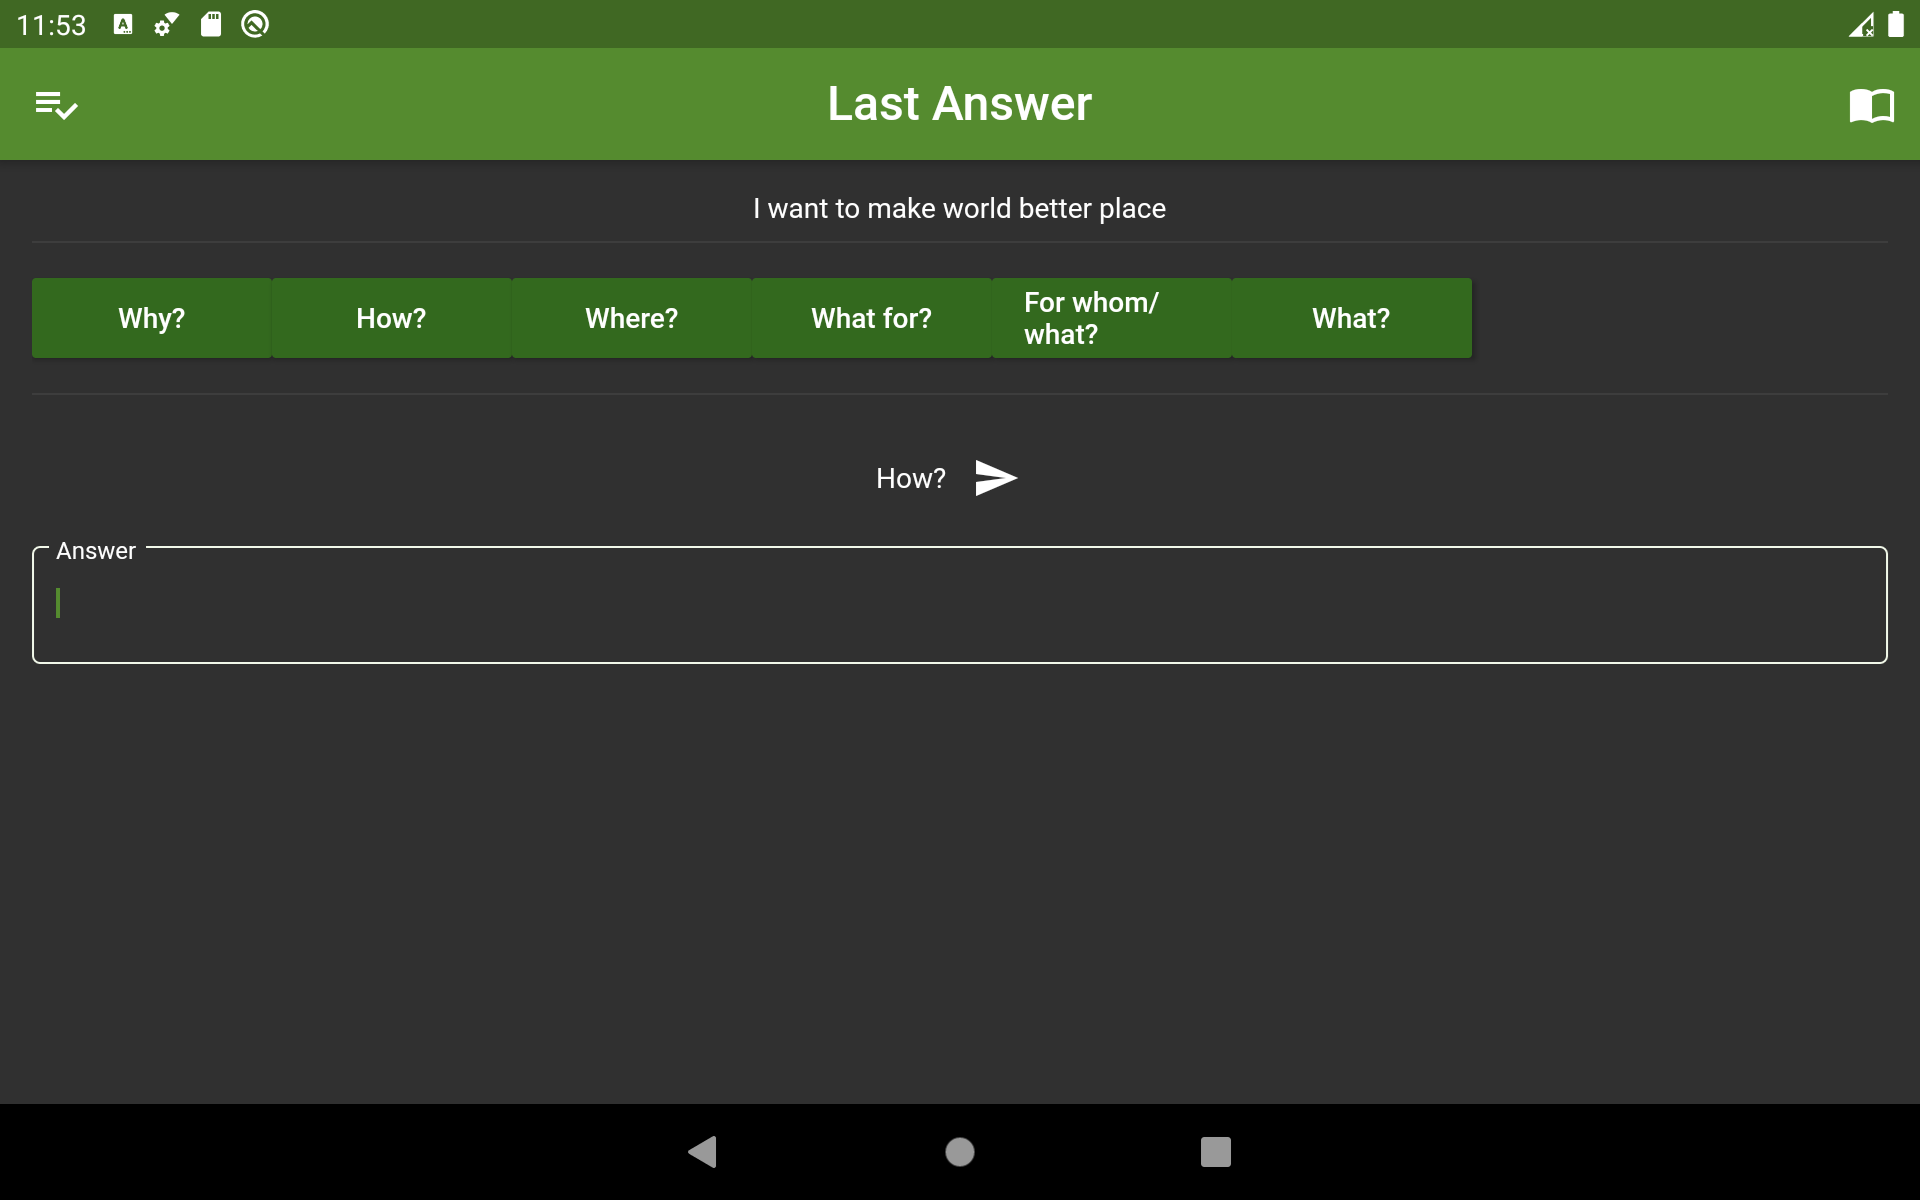 11:53
Last Answer
I want to make world better place
Why?
How?
Where?
What for?
For whom/
what?
What?
How?
Answer